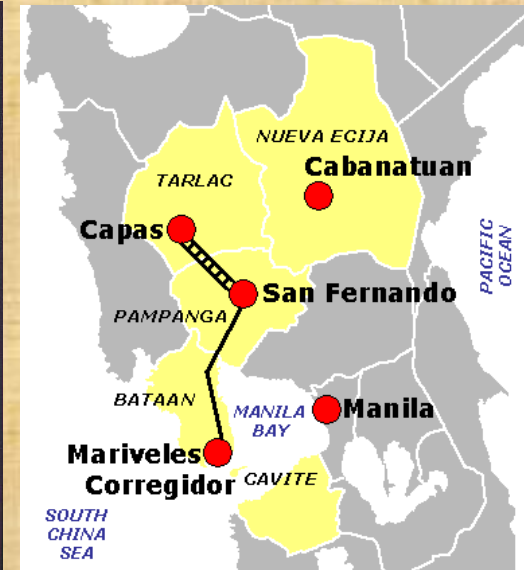 NUEVA ECIJA
Cabanatuan
TARLAC
Capas
PACIFIC
OCEAN
San Fernando
PAMPANGA
BATAAN
MANILA
BAY
Manila
Mariveles
Corregidor
CAVITE
SOUTH
CHINA
SEA